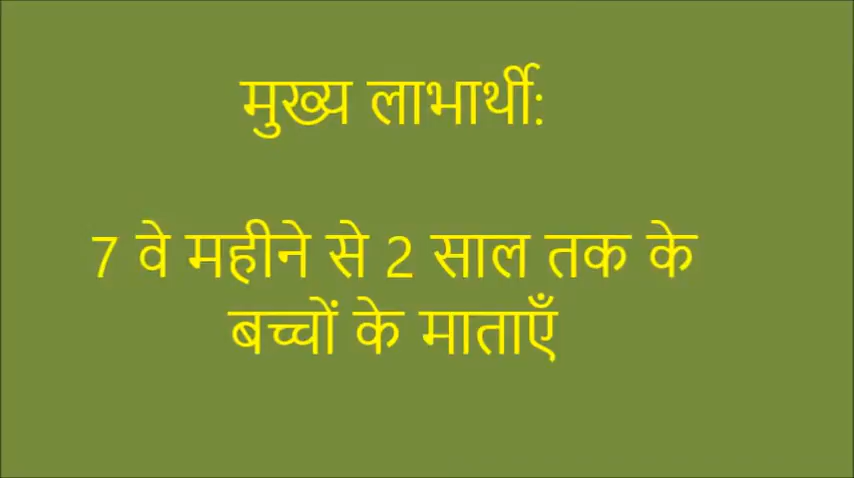 मुख्य लाभार्थी:
7 वे महीने से 2 साल तक के
बच्चों के माताएँ